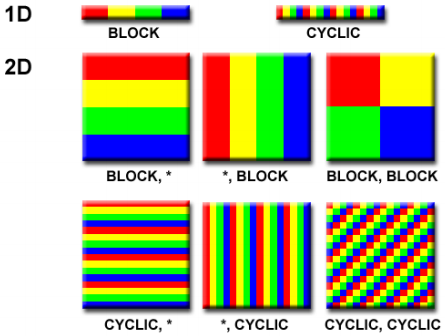 1D
BLOCK
CYCLIC
2D
BLOCK, *
*, BLOCK
BLOCK, BLOCK
CYCLIC, *
*, CYCLIC
CYCLIC, CYCLIC